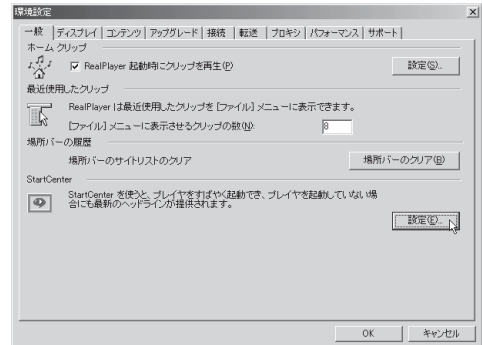 環境設定
一般 ディスプレイ コンテンツ アップグレード 接続 転送 プロキシ パフォーマンス サポート
ホーム クリップ
RealPlayer 起動時にクリップを再生(P) 設定(S)...
最近使用したクリップ
RealPlayer は最近使用したクリップを [ファイル] メニューに表示できます。
[ファイル] メニューに表示させるクリップの数(N): 8
場所バーの履歴
場所バーのサイトリストのクリア 場所バーのクリア(B)
StartCenter
StartCenter を使うと、プレイヤをすばやく起動でき、プレイヤを起動していない場
合にも最新のヘッドラインが提供されます。
設定(E)...
OK キャンセル